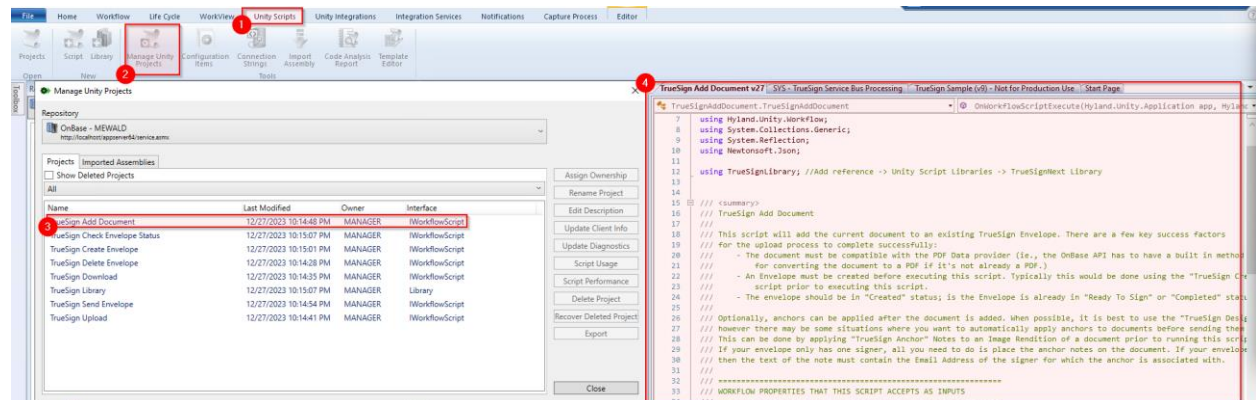 File Home Workflow Life Cycle WorkView Unity Scripts Unity Integrations Integration Services Notifications Capture Process Editor
1
Projects Script Library Manage Unity Projects Configuration Items Connection Strings Import Assembly Code Analysis Report Template Editor
Open New Tools
2
Toolbox
Manage Unity Projects
Repository
OnBase - MEWALD
http://localhost/appserver64/service.asmx
Projects Imported Assemblies
Show Deleted Projects
All
Name Last Modified Owner Interface
TrueSign Add Document 12/27/2023 10:14:48 PM MANAGER IWorkflowScript
3
TrueSign Check Envelope Status 12/27/2023 10:15:07 PM MANAGER IWorkflowScript
TrueSign Create Envelope 12/27/2023 10:15:01 PM MANAGER IWorkflowScript
TrueSign Delete Envelope 12/27/2023 10:14:28 PM MANAGER IWorkflowScript
TrueSign Download 12/27/2023 10:14:35 PM MANAGER IWorkflowScript
TrueSign Library 12/27/2023 10:15:07 PM MANAGER Library
TrueSign Send Envelope 12/27/2023 10:14:54 PM MANAGER IWorkflowScript
TrueSign Upload 12/27/2023 10:14:41 PM MANAGER IWorkflowScript
Assign Ownership
Rename Project
Edit Description
Update Client Info
Update Diagnostics
Script Usage
Script Performance
Delete Project
Recover Deleted Project
Export
Close
4
TrueSign Add Document v27 SYS - TrueSign Service Bus Processing TrueSign Sample (v9) - Not for Production Use Start Page
TrueSignAddDocument.TrueSignAddDocument OnWorkflowScriptExecute(Hyland.Unity.Application app, Hyland
7 using Hyland.Unity.Workflow;
8 using System.Collections.Generic;
9 using System.Reflection;
10 using Newtonsoft.Json;
11
12 using TrueSignLibrary; //Add reference -> Unity Script Libraries -> TrueSignNext Library
13
14
15 /// <summary>
16 /// TrueSign Add Document
17 ///
18 /// This script will add the current document to an existing TrueSign Envelope. There are a few key success factors
19 /// for the upload process to complete successfully:
20 /// - The document must be compatible with the PDF Data provider (ie., the OnBase API has to have a built in method
21 /// for converting the document to a PDF if it's not already a PDF.)
22 /// - An Envelope must be created before executing this script. Typically this would be done using the "TrueSign Cre
23 /// script prior to executing this script.
24 /// - The envelope should be in "Created" status; is the Envelope is already in "Ready To Sign" or "Completed" statu
25 ///
26 /// Optionally, anchors can be applied after the document is added. When possible, it is best to use the "TrueSign Desig
27 /// however there may be some situations where you want to automatically apply anchors to documents before sending them
28 /// This can be done by applying "TrueSign Anchor" Notes to an Image Rendition of a document prior to running this scrip
29 /// If your envelope only has one signer, all you need to do is place the anchor notes on the document. If your envelope
30 /// then the text of the note must contain the Email Address of the signer for which the anchor is associated with.
31 ///
32 /// ================================================================
33 /// WORKFLOW PROPERTIES THAT THIS SCRIPT ACCEPTS AS INPUTS